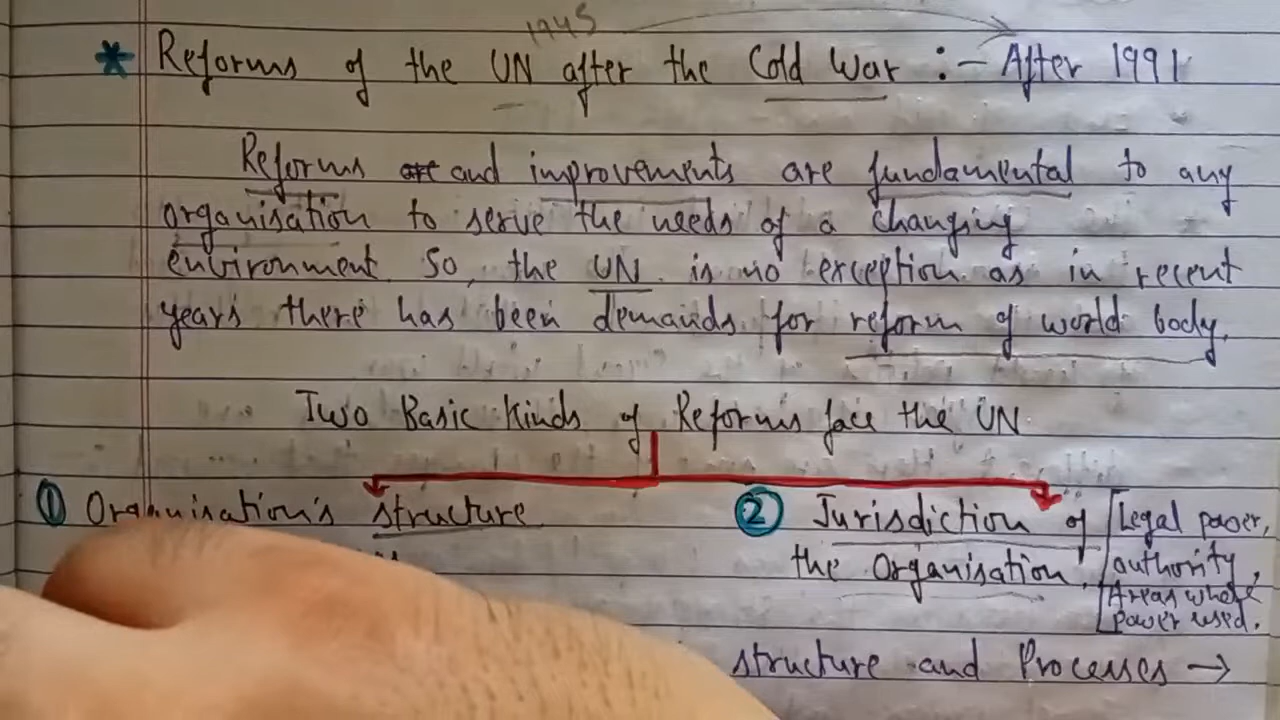 1945
* Reforms of the UN after the Cold War :- After 1991
Reforms and improvements are fundamental to any
organisation to serve the needs of a changing
environment. So, the UN is no exception as in recent
years there has been demands for reform of world body.
Two Basic Kinds of Reforms face the UN
① Organisation's structure
② Jurisdiction of
the Organisation.
Legal power,
authority,
Areas where
power used.
structure and Processes →